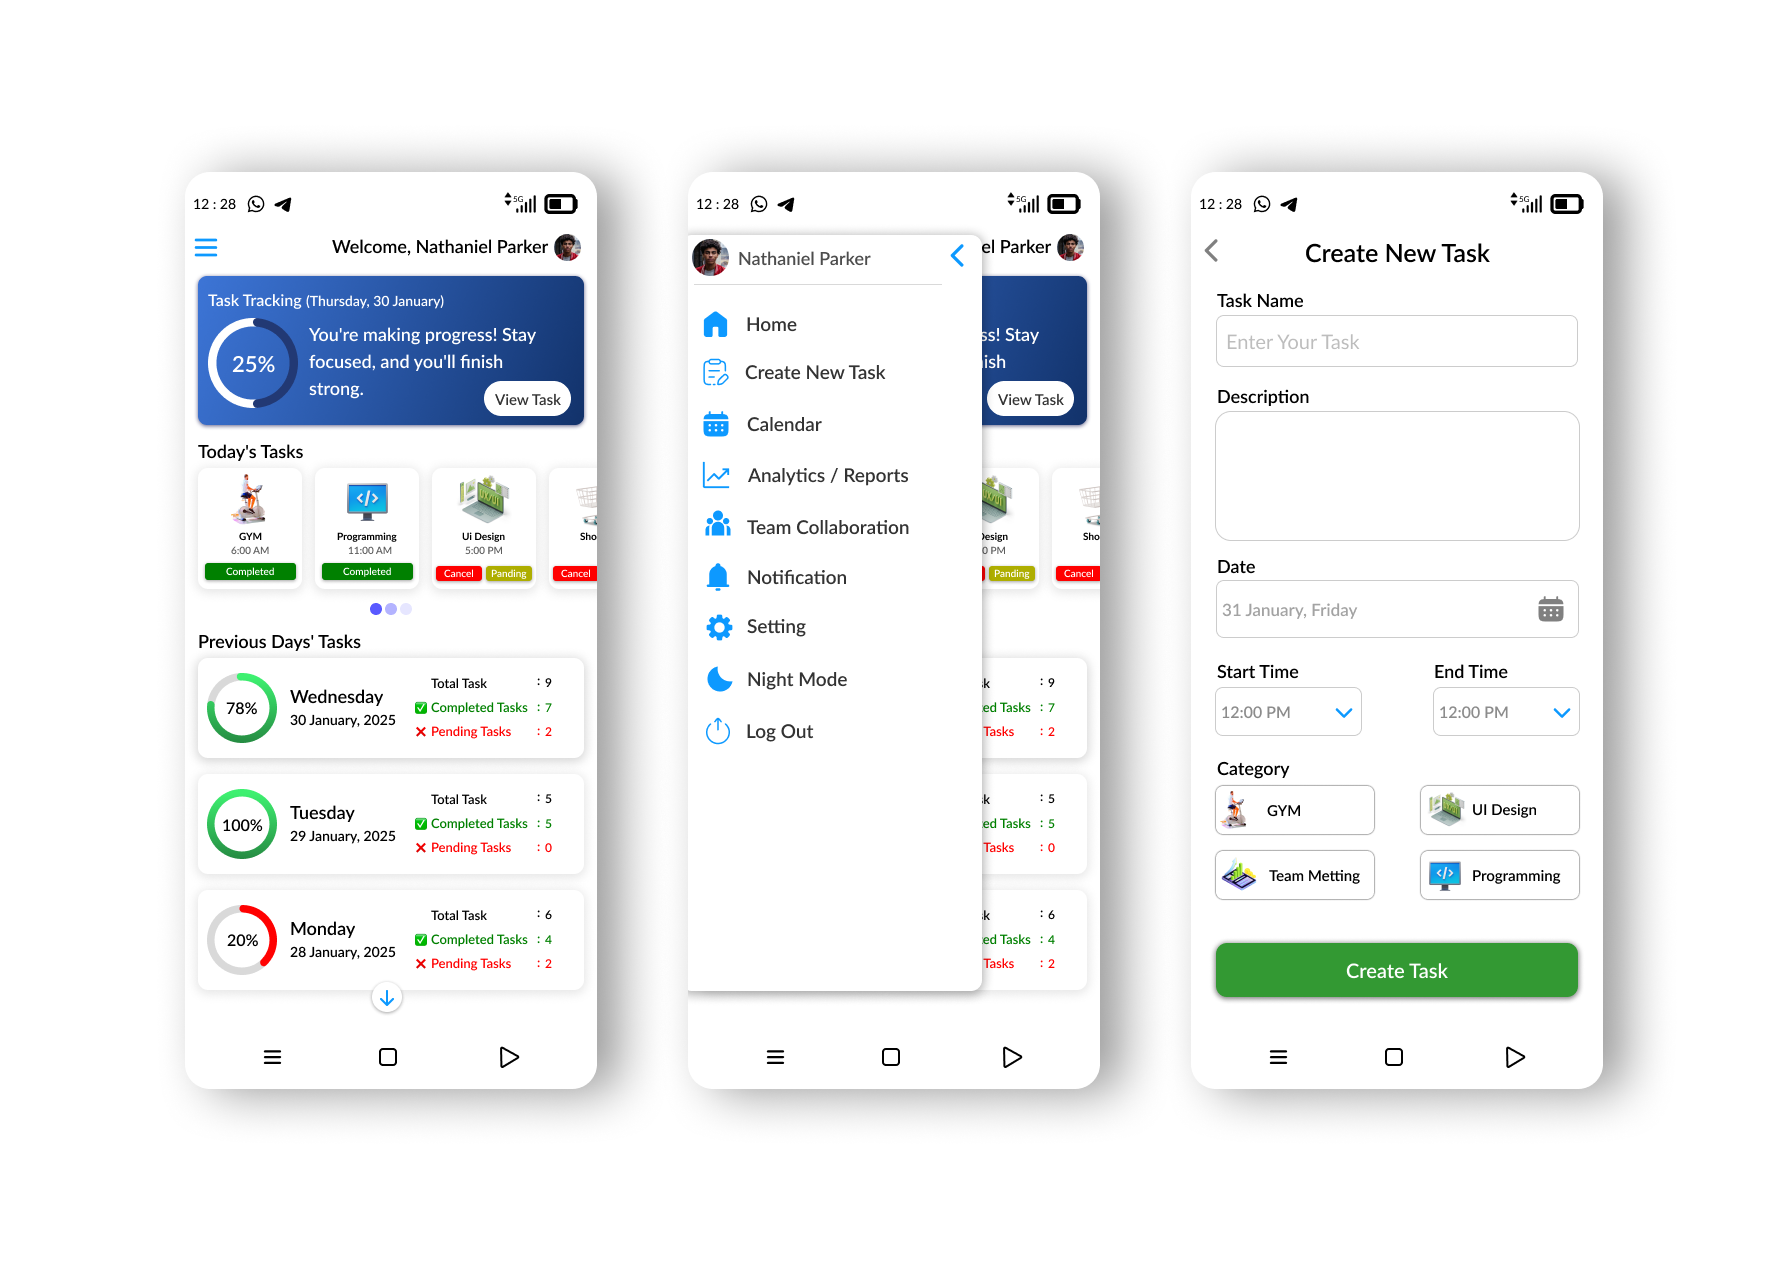 12 : 28
5G
Welcome, Nathaniel Parker
Task Tracking (Thursday, 30 January)
25%
You're making progress! Stay
focused, and you'll finish
strong.
View Task
Today's Tasks
GYM
6:00 AM
Completed
Programming
11:00 AM
Completed
Ui Design
5:00 PM
Cancel Panding
Sho
Cancel
Previous Days' Tasks
78%
Wednesday
30 January, 2025
Total Task : 9
Completed Tasks : 7
Pending Tasks : 2
100%
Tuesday
29 January, 2025
Total Task : 5
Completed Tasks : 5
Pending Tasks : 0
20%
Monday
28 January, 2025
Total Task : 6
Completed Tasks : 4
Pending Tasks : 2
12 : 28
5G
Nathaniel Parker
Home
Create New Task
Calendar
Analytics / Reports
Team Collaboration
Notification
Setting
Night Mode
Log Out
el Parker
ss! Stay
ish
View Task
Design
0 PM
Panding
Sho
Cancel
sk : 9
ed Tasks : 7
Tasks : 2
sk : 5
ed Tasks : 5
Tasks : 0
sk : 6
ed Tasks : 4
Tasks : 2
12 : 28
5G
Create New Task
Task Name
Enter Your Task
Description
Date
31 January, Friday
Start Time
12:00 PM
End Time
12:00 PM
Category
GYM
UI Design
Team Metting
Programming
Create Task